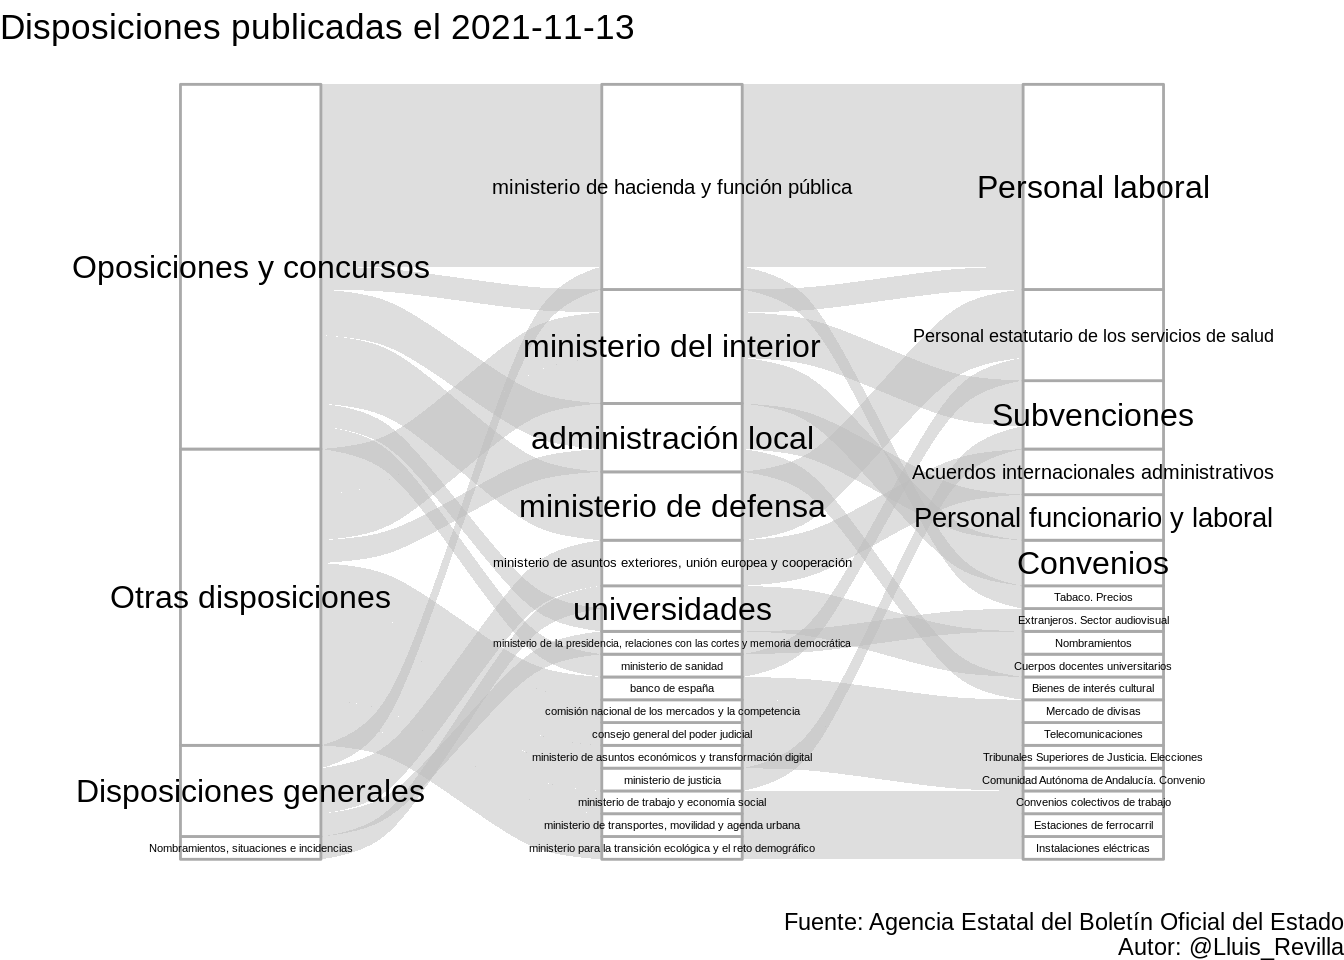 Disposiciones publicadas el 2021-11-13
Oposiciones y concursos
Otras disposiciones
Disposiciones generales
Nombramientos, situaciones e incidencias
ministerio de hacienda y función pública
ministerio del interior
administración local
ministerio de defensa
ministerio de asuntos exteriores, unión europea y cooperación
universidades
ministerio de la presidencia, relaciones con las cortes y memoria democrática
ministerio de sanidad
banco de españa
comisión nacional de los mercados y la competencia
consejo general del poder judicial
ministerio de asuntos económicos y transformación digital
ministerio de justicia
ministerio de trabajo y economía social
ministerio de transportes, movilidad y agenda urbana
ministerio para la transición ecológica y el reto demográfico
Personal laboral
Personal estatutario de los servicios de salud
Subvenciones
Acuerdos internacionales administrativos
Personal funcionario y laboral
Convenios
Tabaco. Precios
Extranjeros. Sector audiovisual
Nombramientos
Cuerpos docentes universitarios
Bienes de interés cultural
Mercado de divisas
Telecomunicaciones
Tribunales Superiores de Justicia. Elecciones
Comunidad Autónoma de Andalucía. Convenio
Convenios colectivos de trabajo
Estaciones de ferrocarril
Instalaciones eléctricas
Fuente: Agencia Estatal del Boletín Oficial del Estado
Autor: @Lluis_Revilla